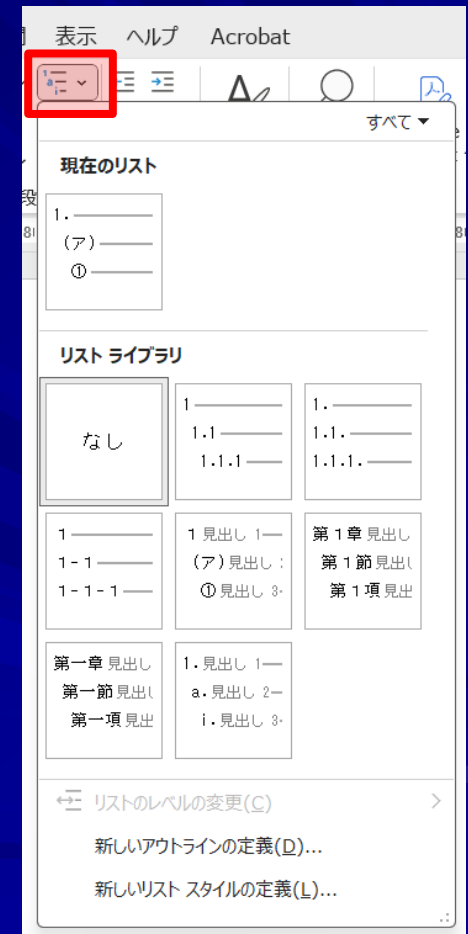 表示 ヘルプ Acrobat
すべて
現在のリスト
1.
(ア)
①
リスト ライブラリ
なし
1
1.1
1.1.1
1.
1.1.
1.1.1.
1
1-1
1-1-1
1 見出し 1
(ア) 見出し
① 見出し 3
第 1 章 見出し
第 1 節 見出し
第 1 項 見出
第一章 見出し
第一節 見出し
第一項 見出
1. 見出し 1
a. 見出し 2
i. 見出し 3
リストのレベルの変更(C)
新しいアウトラインの定義(D)...
新しいリスト スタイルの定義(L)...